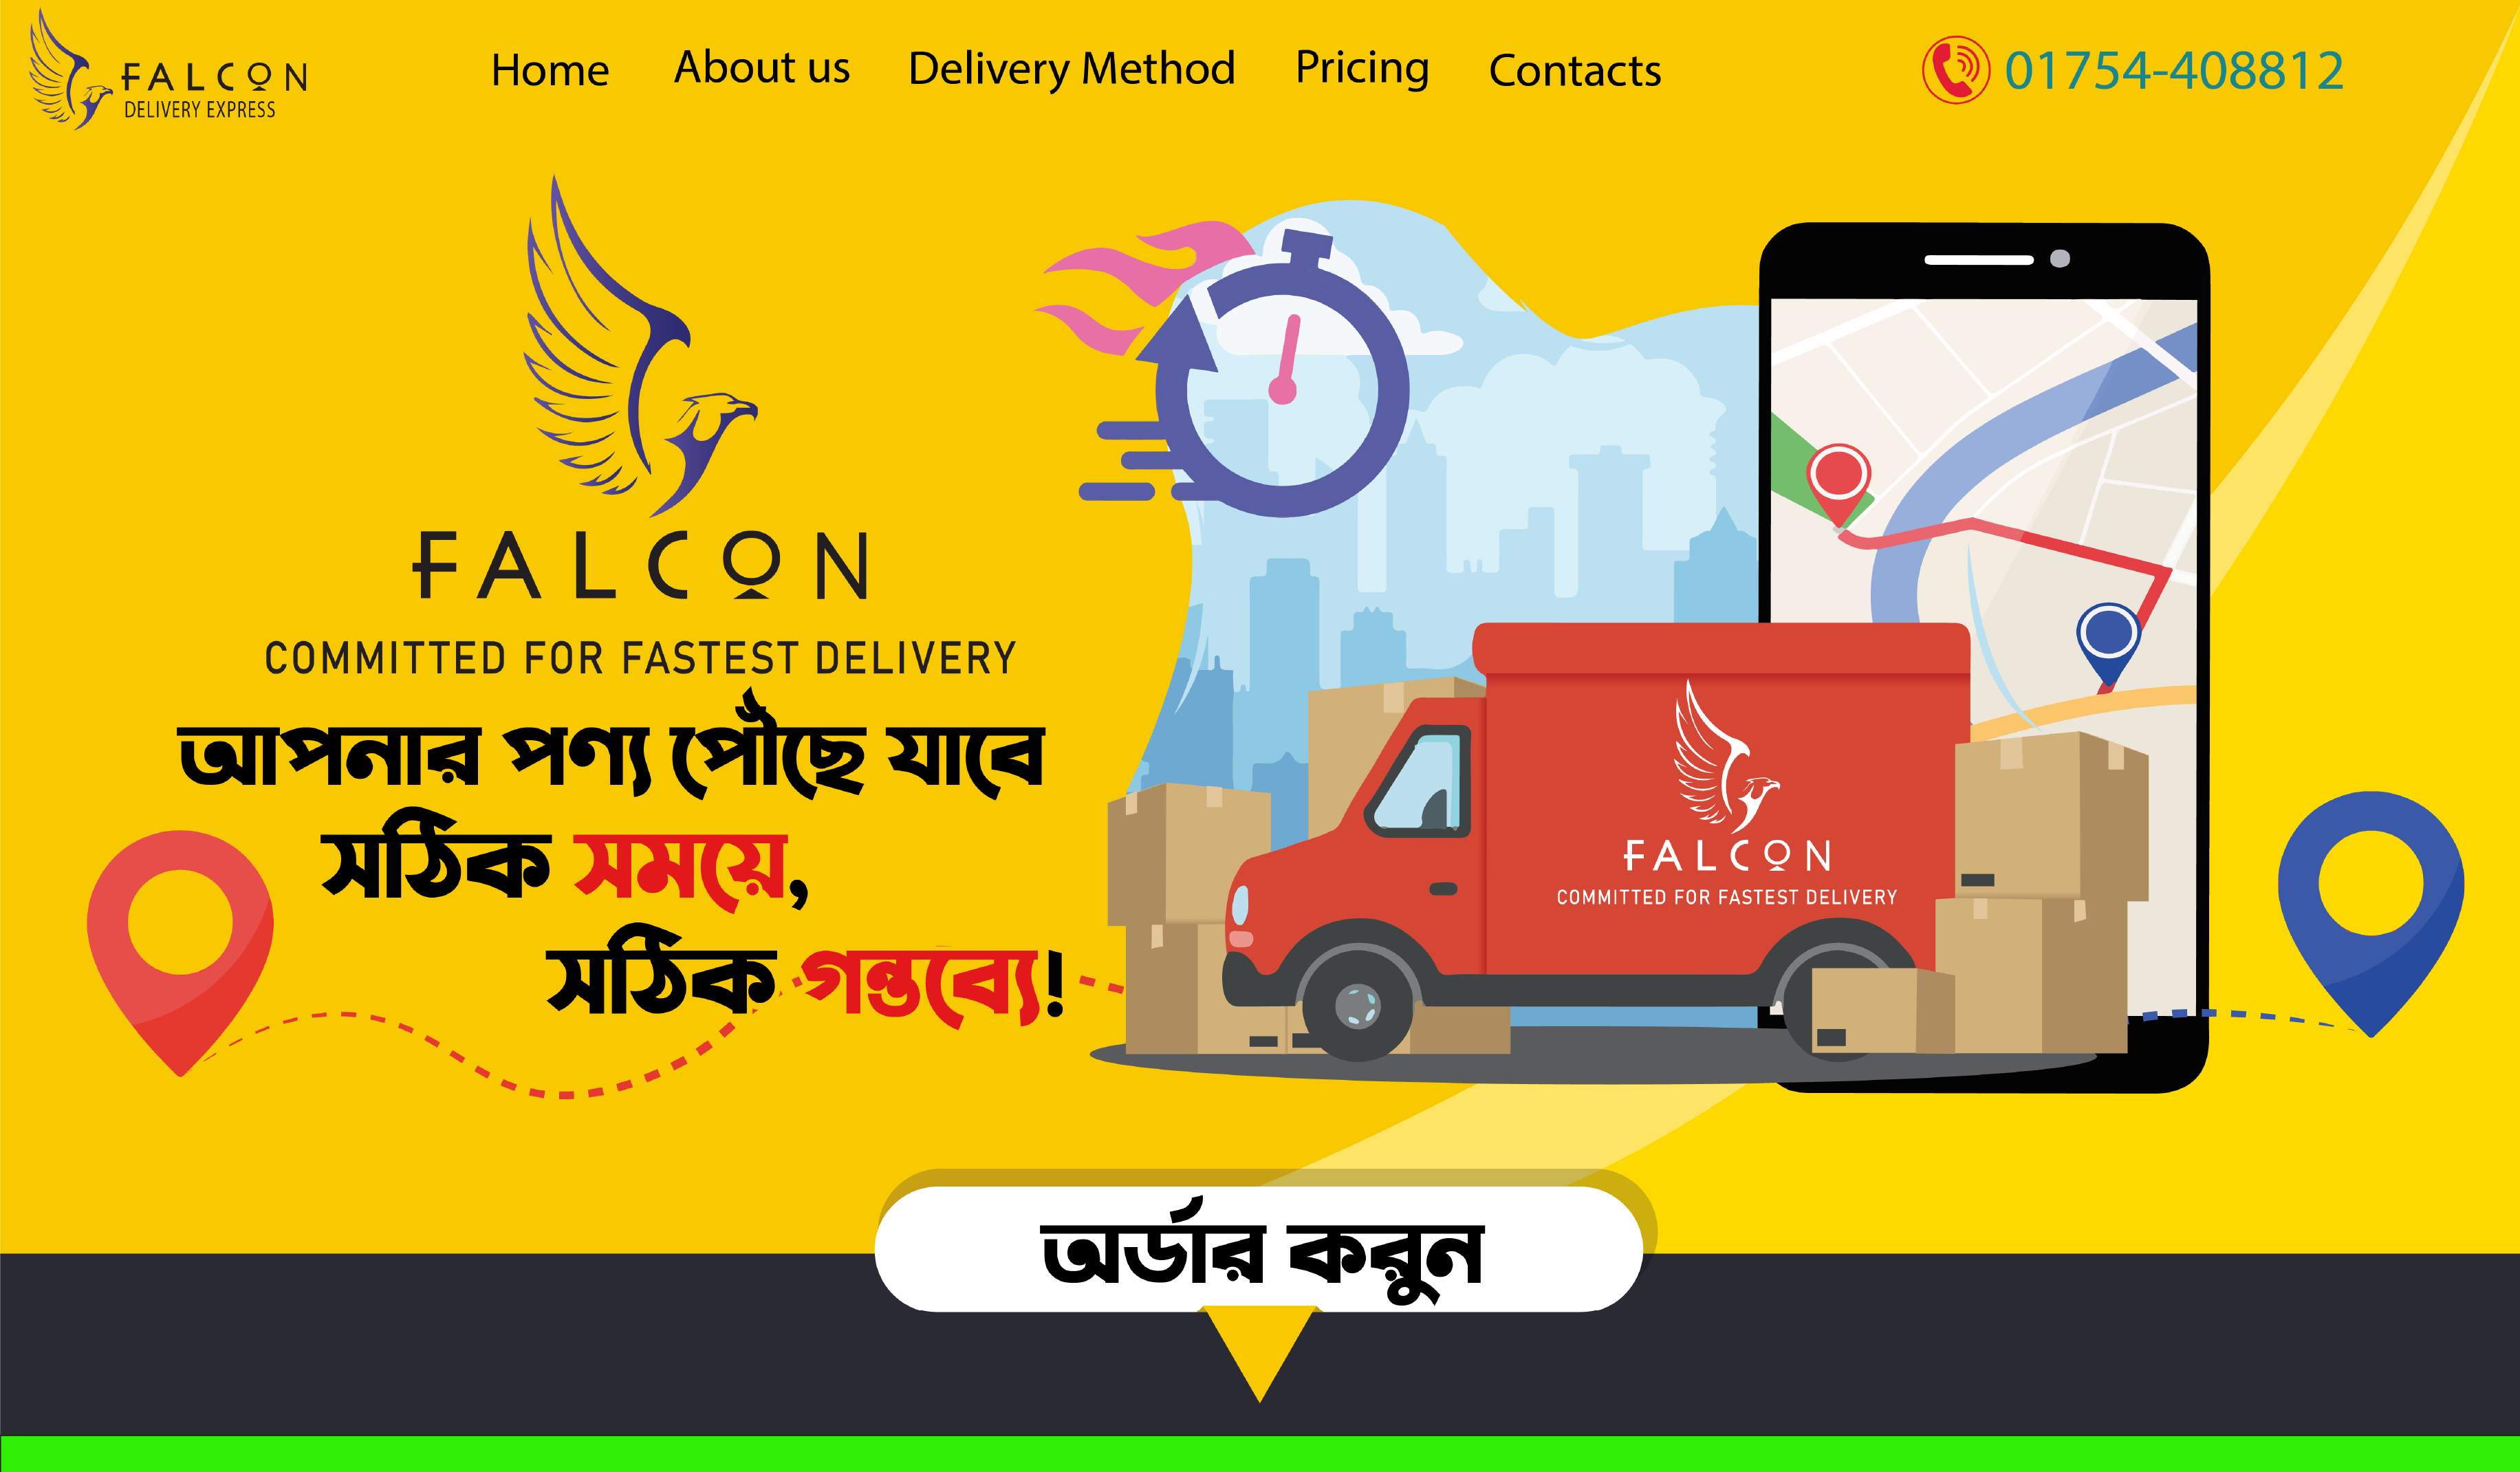 FALCON
DELIVERY EXPRESS
Home About us Delivery Method Pricing Contacts
01754-408812
FALCON
COMMITTED FOR FASTEST DELIVERY
আপনার পণ্য পৌঁছে যাবে
সঠিক সময়ে,
সঠিক গন্তব্যে!
FALCON
COMMITTED FOR FASTEST DELIVERY
অর্ডার করুন